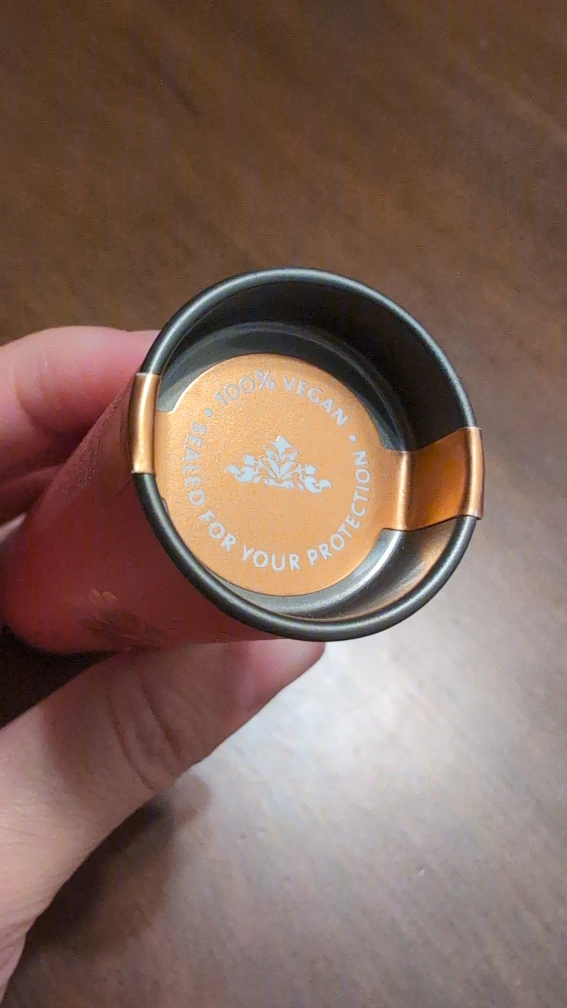 • 100% VEGAN •
SEALED FOR YOUR PROTECTION